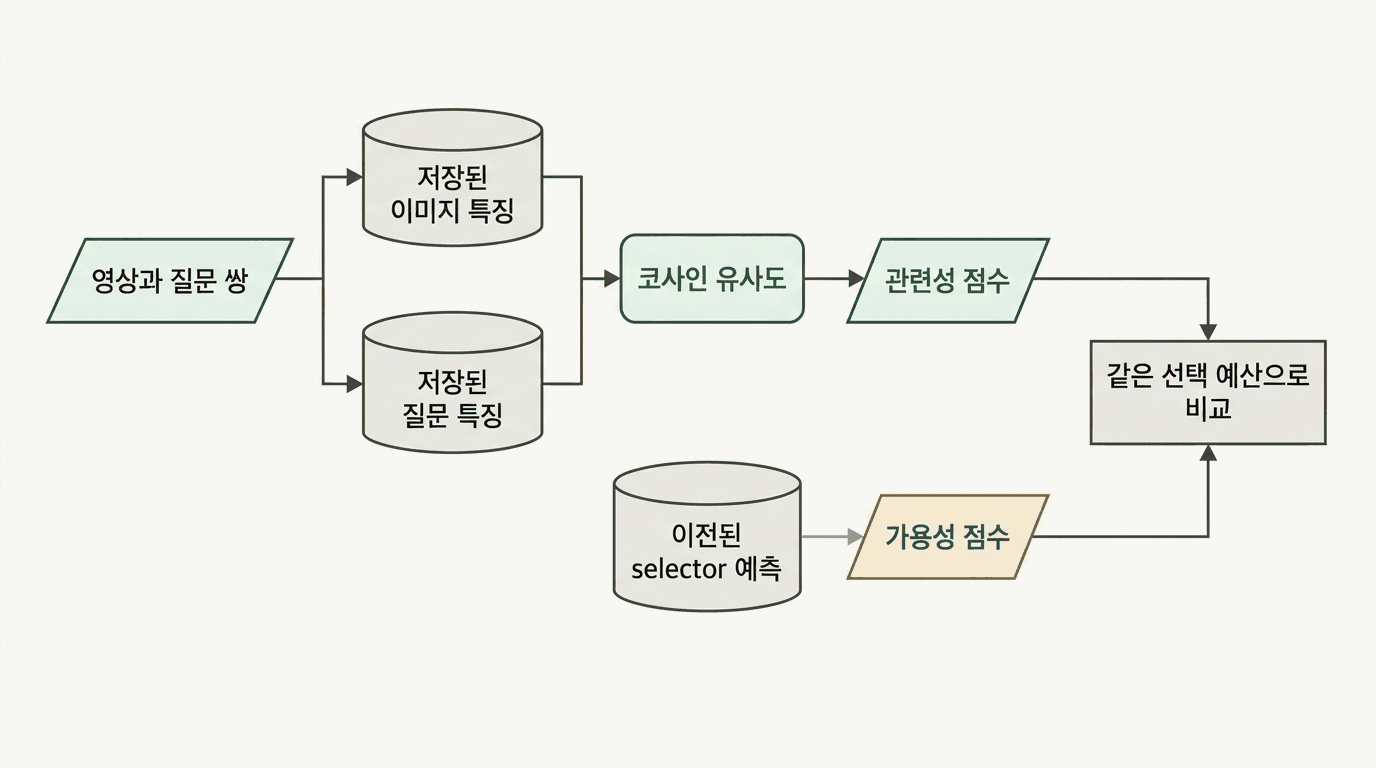 영상과 질문 쌍
저장된
이미지 특징
저장된
질문 특징
코사인 유사도
관련성 점수
같은 선택 예산으로
비교
이전된
selector 예측
가용성 점수